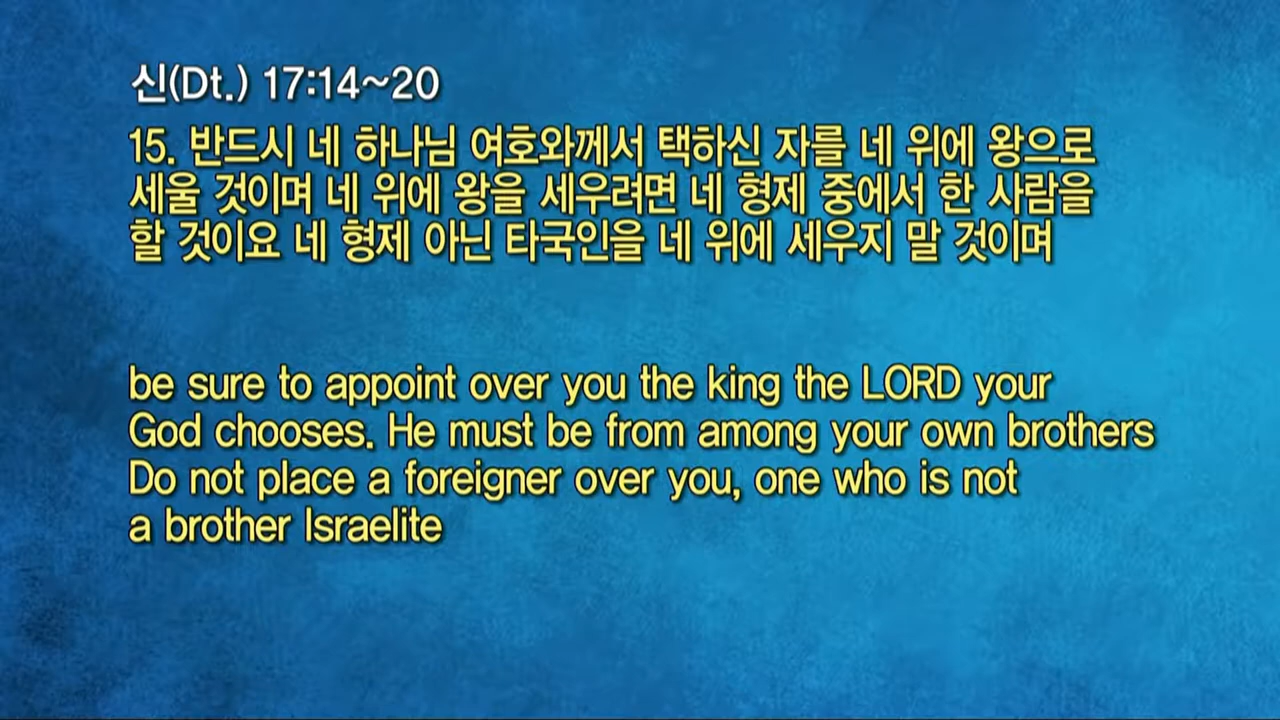 신(Dt.) 17:14~20
15. 반드시 네 하나님 여호와께서 택하신 자를 네 위에 왕으로
세울 것이며 네 위에 왕을 세우려면 네 형제 중에서 한 사람을
할 것이요 네 형제 아닌 타국인을 네 위에 세우지 말 것이며
be sure to appoint over you the king the LORD your
God chooses. He must be from among your own brothers
Do not place a foreigner over you, one who is not
a brother Israelite